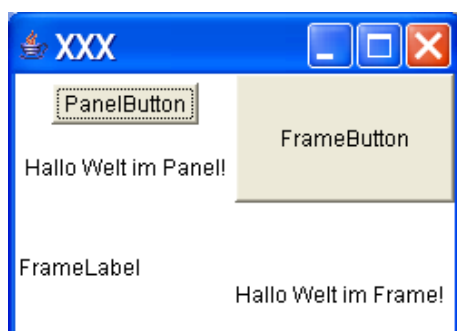 XXX
PanelButton
FrameButton
Hallo Welt im Panel!
FrameLabel
Hallo Welt im Frame!